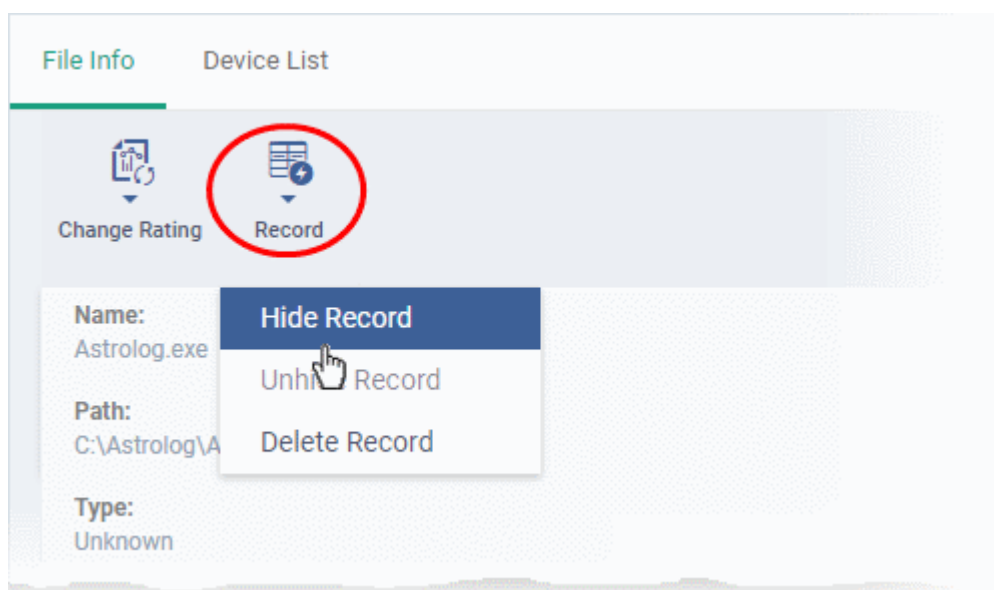 File Info Device List
Change Rating Record
Name:
Astrolog.exe
Hide Record
Record
Path:
C:\Astrolog\A
Delete Record
Type:
Unknown